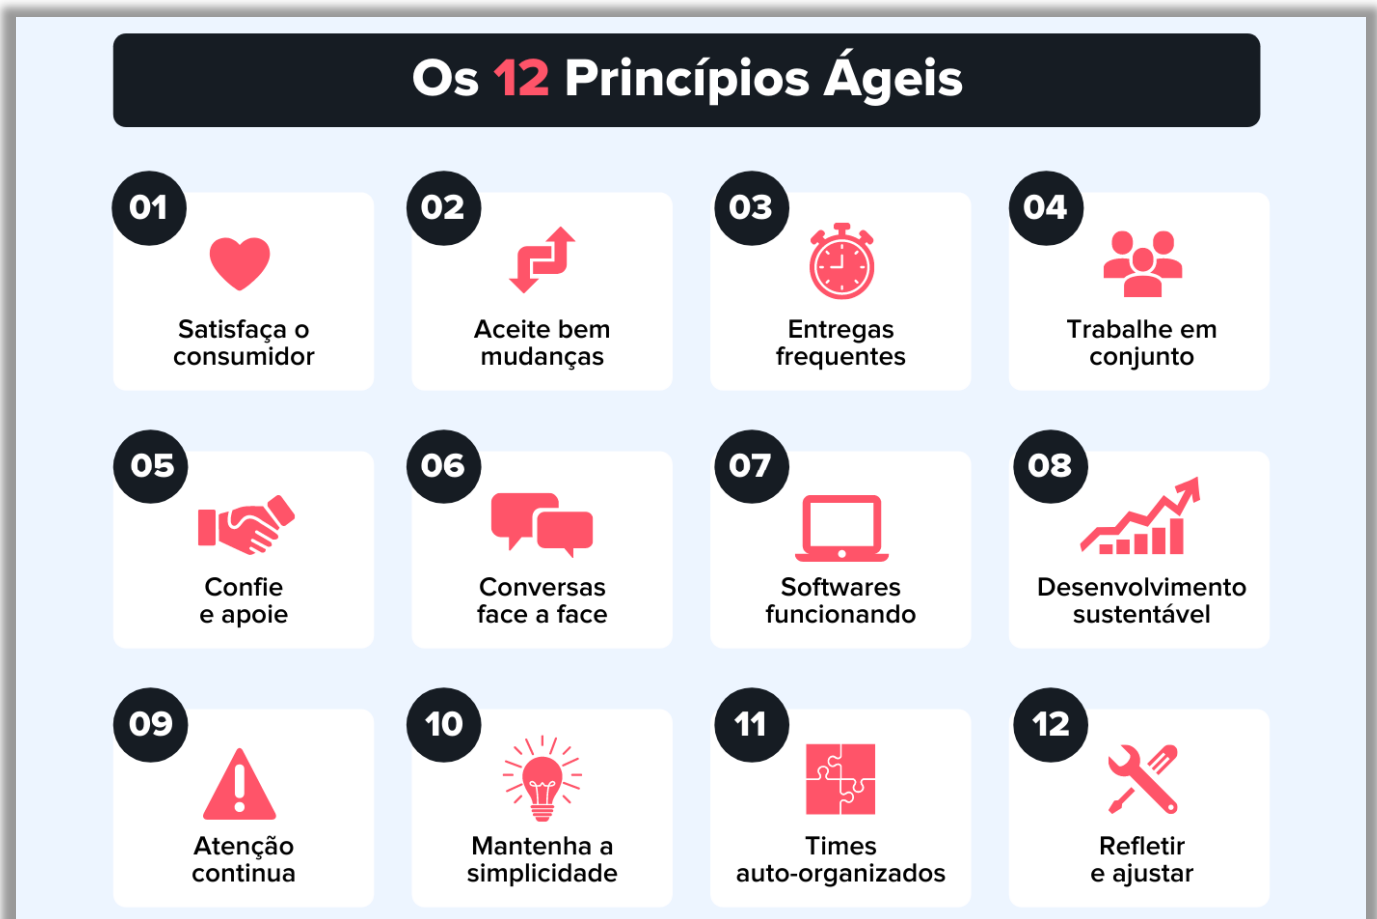 Os 12 Princípios Ágeis
01
Satisfaça o
consumidor
02
Aceite bem
mudanças
03
Entregas
frequentes
04
Trabalhe em
conjunto
05
Confie
e apoie
06
Conversas
face a face
07
Softwares
funcionando
08
Desenvolvimento
sustentável
09
Atenção
continua
10
Mantenha a
simplicidade
11
Times
auto-organizados
12
Refletir
e ajustar